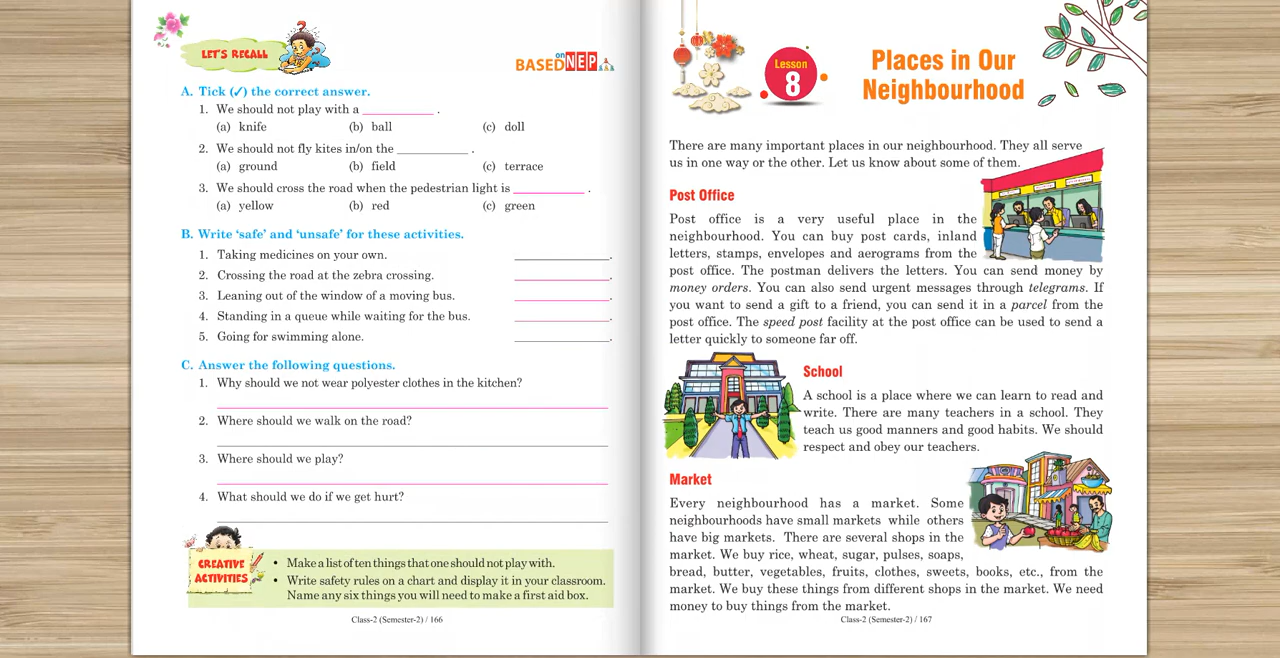 LET'S RECALL
BASED on NEP
A. Tick (✓) the correct answer.
1. We should not play with a ____________ .
(a) knife (b) ball (c) doll
2. We should not fly kites in/on the ____________ .
(a) ground (b) field (c) terrace
3. We should cross the road when the pedestrian light is ____________ .
(a) yellow (b) red (c) green
B. Write 'safe' and 'unsafe' for these activities.
1. Taking medicines on your own. ________________.
2. Crossing the road at the zebra crossing. ________________.
3. Leaning out of the window of a moving bus. ________________.
4. Standing in a queue while waiting for the bus. ________________.
5. Going for swimming alone. ________________.
C. Answer the following questions.
1. Why should we not wear polyester clothes in the kitchen?
2. Where should we walk on the road?
3. Where should we play?
4. What should we do if we get hurt?
CREATIVE
ACTIVITIES
• Make a list of ten things that one should not play with.
• Write safety rules on a chart and display it in your classroom.
Name any six things you will need to make a first aid box.
Class-2 (Semester-2) / 166
Lesson
8
Places in Our
Neighbourhood
There are many important places in our neighbourhood. They all serve
us in one way or the other. Let us know about some of them.
Post Office
Post office is a very useful place in the
neighbourhood. You can buy post cards, inland
letters, stamps, envelopes and aerograms from the
post office. The postman delivers the letters. You can send money by
money orders. You can also send urgent messages through telegrams. If
you want to send a gift to a friend, you can send it in a parcel from the
post office. The speed post facility at the post office can be used to send a
letter quickly to someone far off.
School
A school is a place where we can learn to read and
write. There are many teachers in a school. They
teach us good manners and good habits. We should
respect and obey our teachers.
Market
Every neighbourhood has a market. Some
neighbourhoods have small markets while others
have big markets. There are several shops in the
market. We buy rice, wheat, sugar, pulses, soaps,
bread, butter, vegetables, fruits, clothes, sweets, books, etc., from the
market. We buy these things from different shops in the market. We need
money to buy things from the market.
Class-2 (Semester-2) / 167